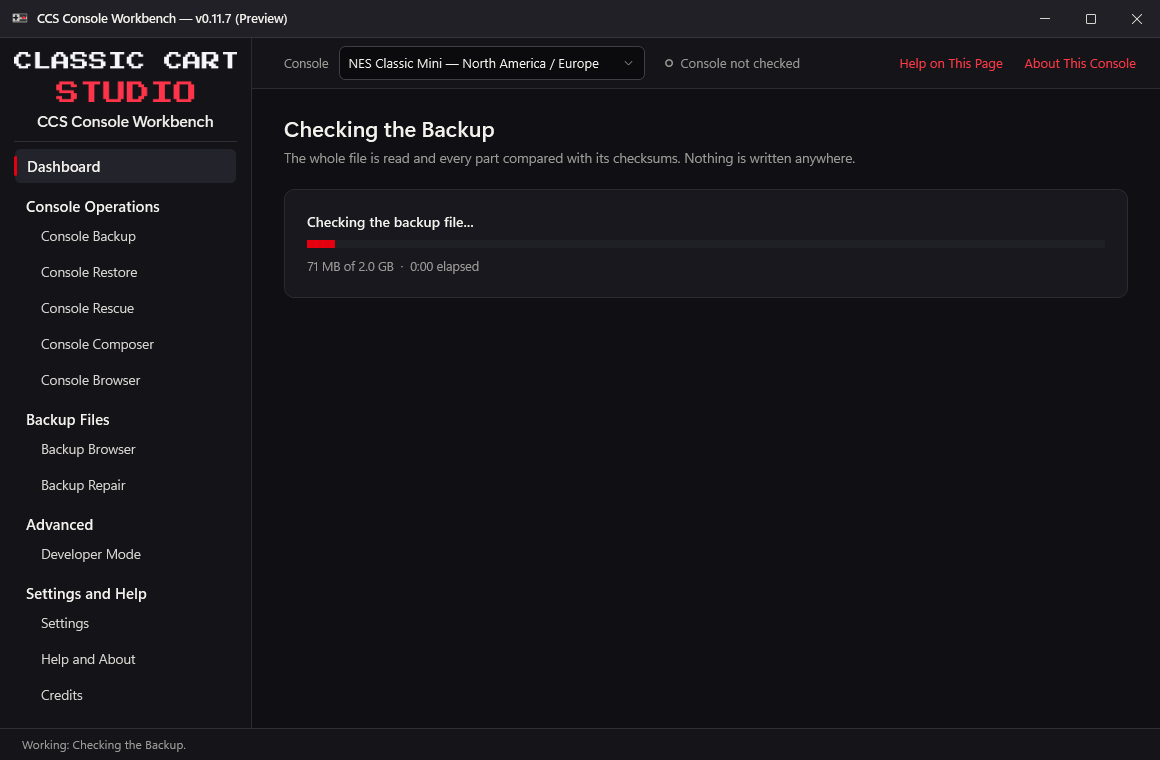 CCS Console Workbench — v0.11.7 (Preview)
CLASSIC CART
STUDIO
CCS Console Workbench
Dashboard
Console Operations
Console Backup
Console Restore
Console Rescue
Console Composer
Console Browser
Backup Files
Backup Browser
Backup Repair
Advanced
Developer Mode
Settings and Help
Settings
Help and About
Credits
Console NES Classic Mini — North America / Europe Console not checked Help on This Page About This Console
Checking the Backup
The whole file is read and every part compared with its checksums. Nothing is written anywhere.
Checking the backup file...
71 MB of 2.0 GB · 0:00 elapsed
Working: Checking the Backup.